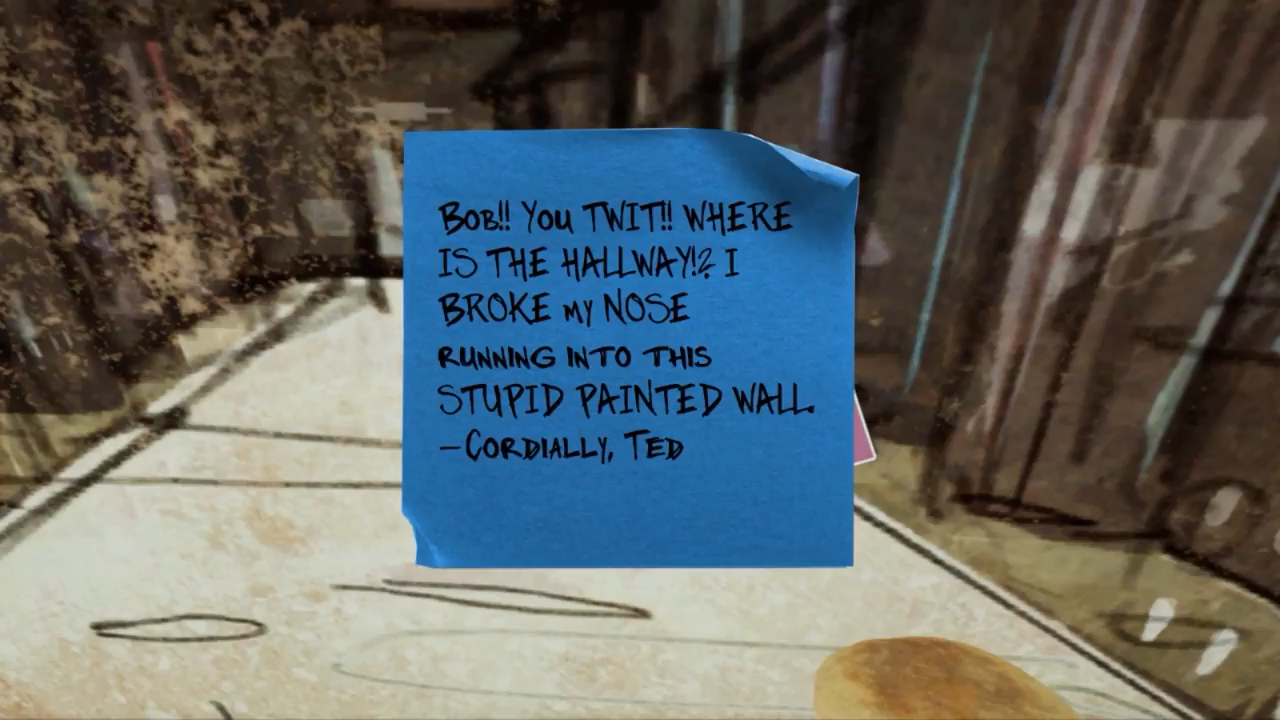 Bob!! You TWIT!! WHERE
IS THE HALLWAY!? I
BROKE my NOSE
RUNNING INTO THIS
STUPID PAINTED WALL.
–CORDIALLY, TED